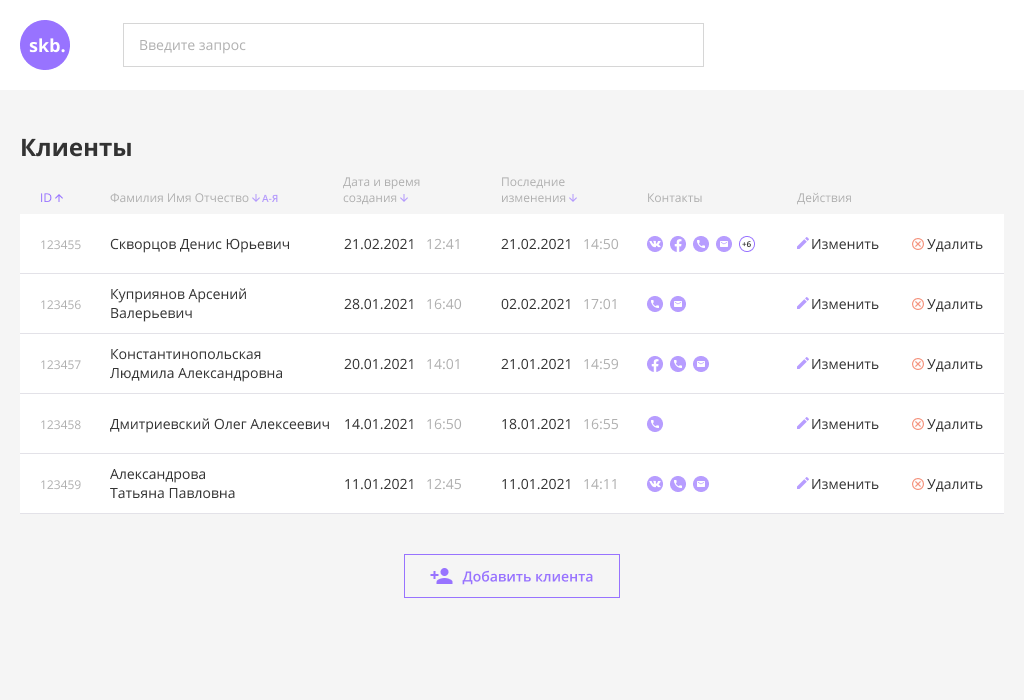 skb.
Введите запрос
Клиенты
ID Фамилия Имя Отчество А-Я Дата и время создания Последние изменения Контакты Действия
123455 Скворцов Денис Юрьевич 21.02.2021 12:41 21.02.2021 14:50 +6 Изменить Удалить
123456 Куприянов Арсений Валерьевич 28.01.2021 16:40 02.02.2021 17:01 Изменить Удалить
123457 Константинопольская Людмила Александровна 20.01.2021 14:01 21.01.2021 14:59 Изменить Удалить
123458 Дмитриевский Олег Алексеевич 14.01.2021 16:50 18.01.2021 16:55 Изменить Удалить
123459 Александрова Татьяна Павловна 11.01.2021 12:45 11.01.2021 14:11 Изменить Удалить
Добавить клиента